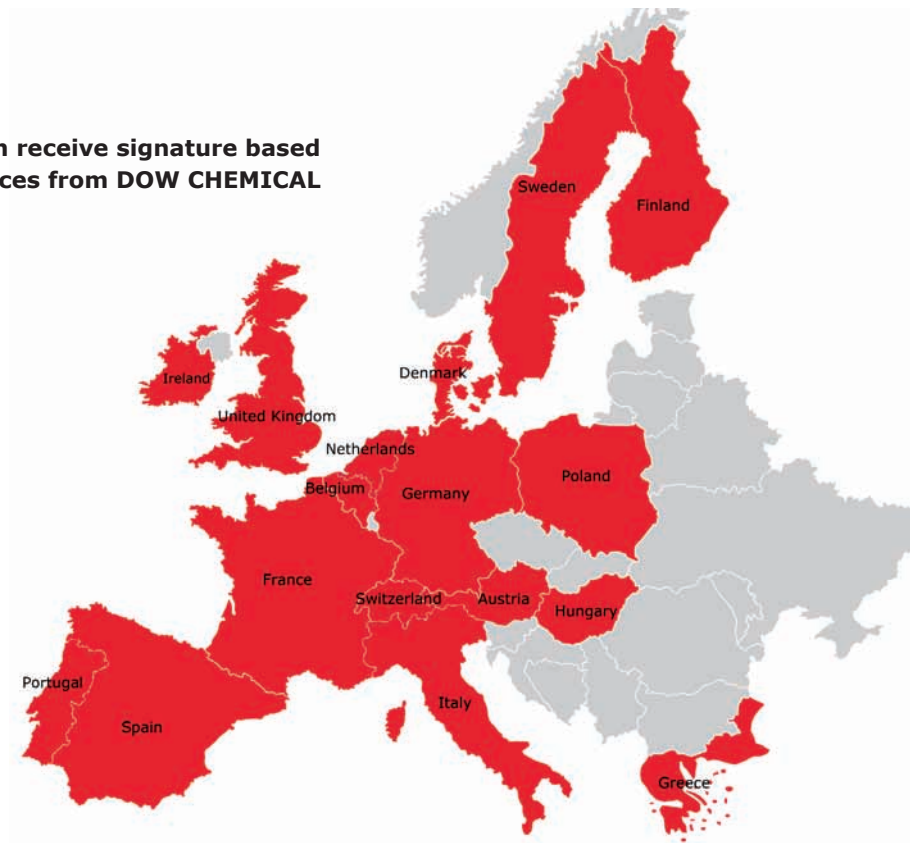 receive signature based
from DOW CHEMICAL
Sweden
Finland
Ireland
Denmark
United Kingdom
Netherlands
Belgium
Germany
Poland
France
Switzerland
Austria
Hungary
Portugal
Spain
Italy
Greece